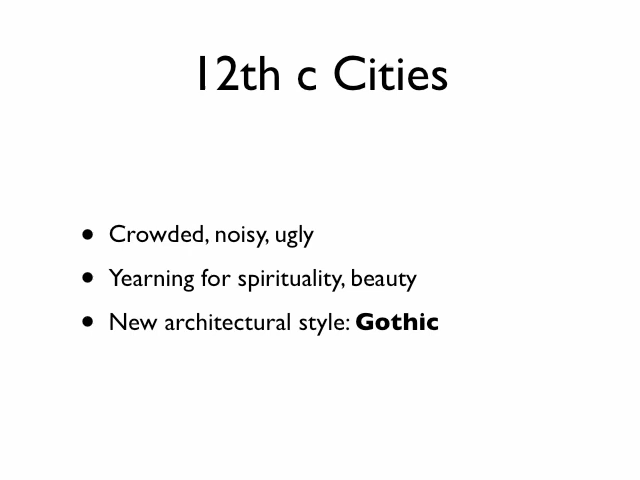 12th c Cities
• Crowded, noisy, ugly
• Yearning for spirituality, beauty
• New architectural style: Gothic